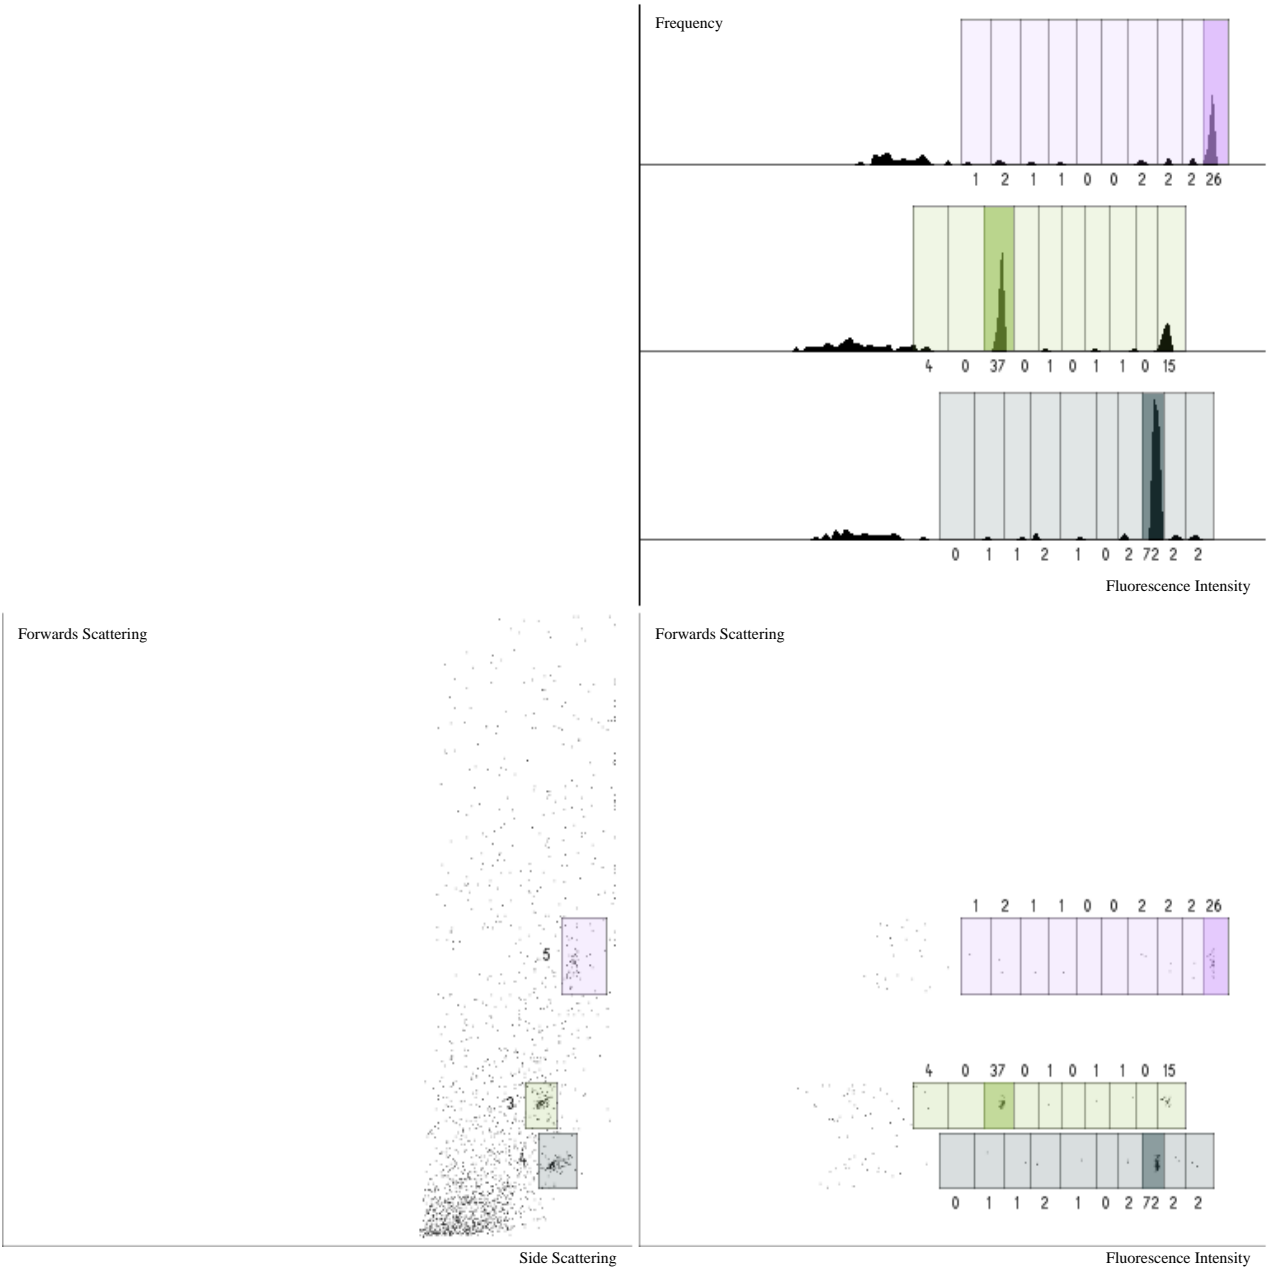 Frequency
1 2 1 1 0 0 2 2 2 26
4 0 37 0 1 0 1 1 0 15
0 1 1 2 1 0 2 72 2 2
Fluorescence Intensity
Forwards Scattering
5
3
4
Side Scattering
Forwards Scattering
1 2 1 1 0 0 2 2 2 26
4 0 37 0 1 0 1 1 0 15
0 1 1 2 1 0 2 72 2 2
Fluorescence Intensity